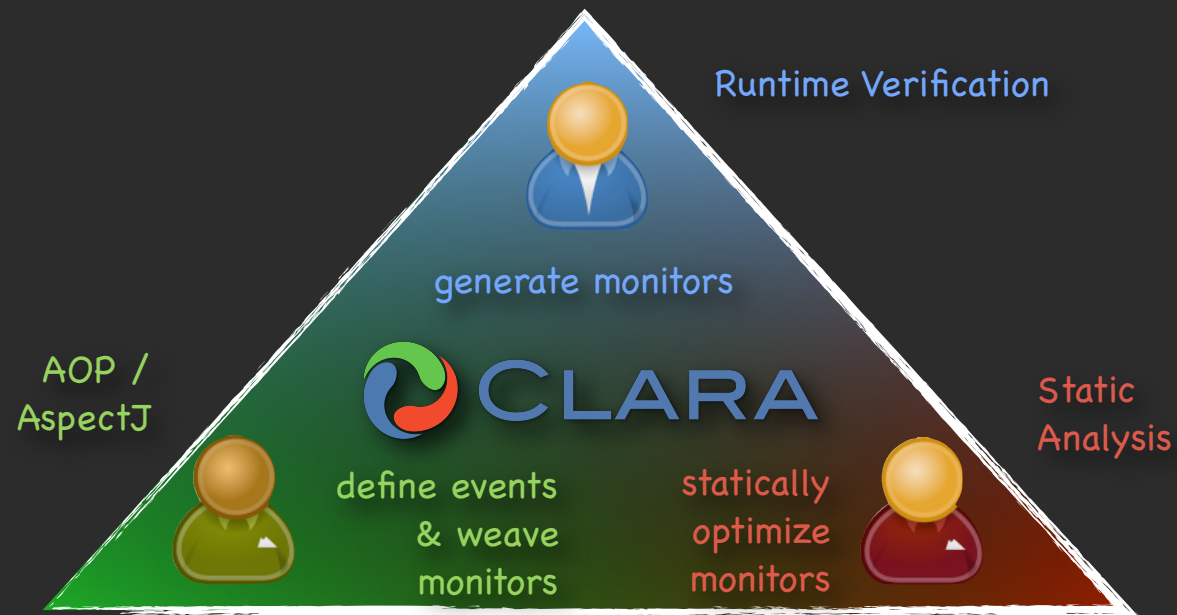 Runtime Verification
generate monitors
AOP /
AspectJ
CLARA
Static
Analysis
define events
& weave
monitors
statically
optimize
monitors